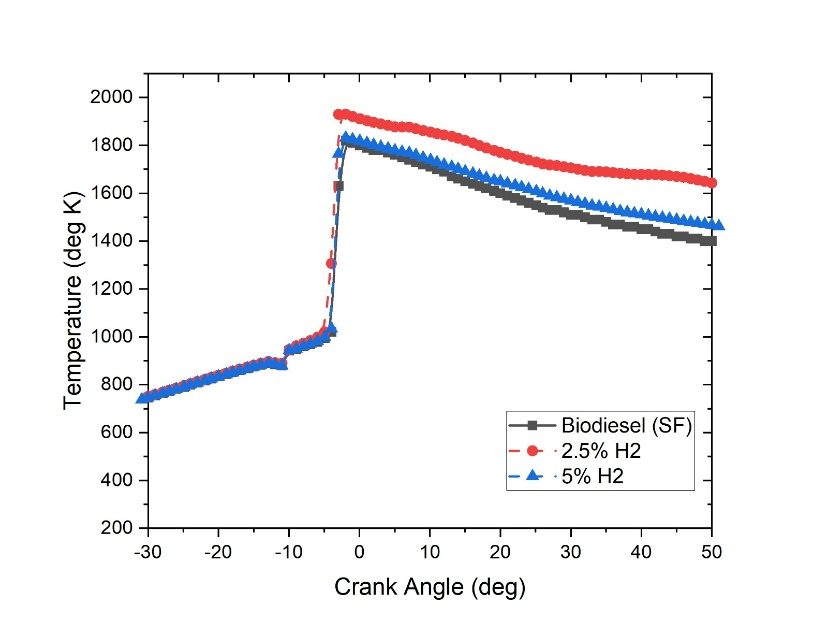 2000
1800
1600
1400
1200
1000
800
600
400
200
Temperature (deg K)
Biodiesel (SF)
2.5% H2
5% H2
-30 -20 -10 0 10 20 30 40 50
Crank Angle (deg)